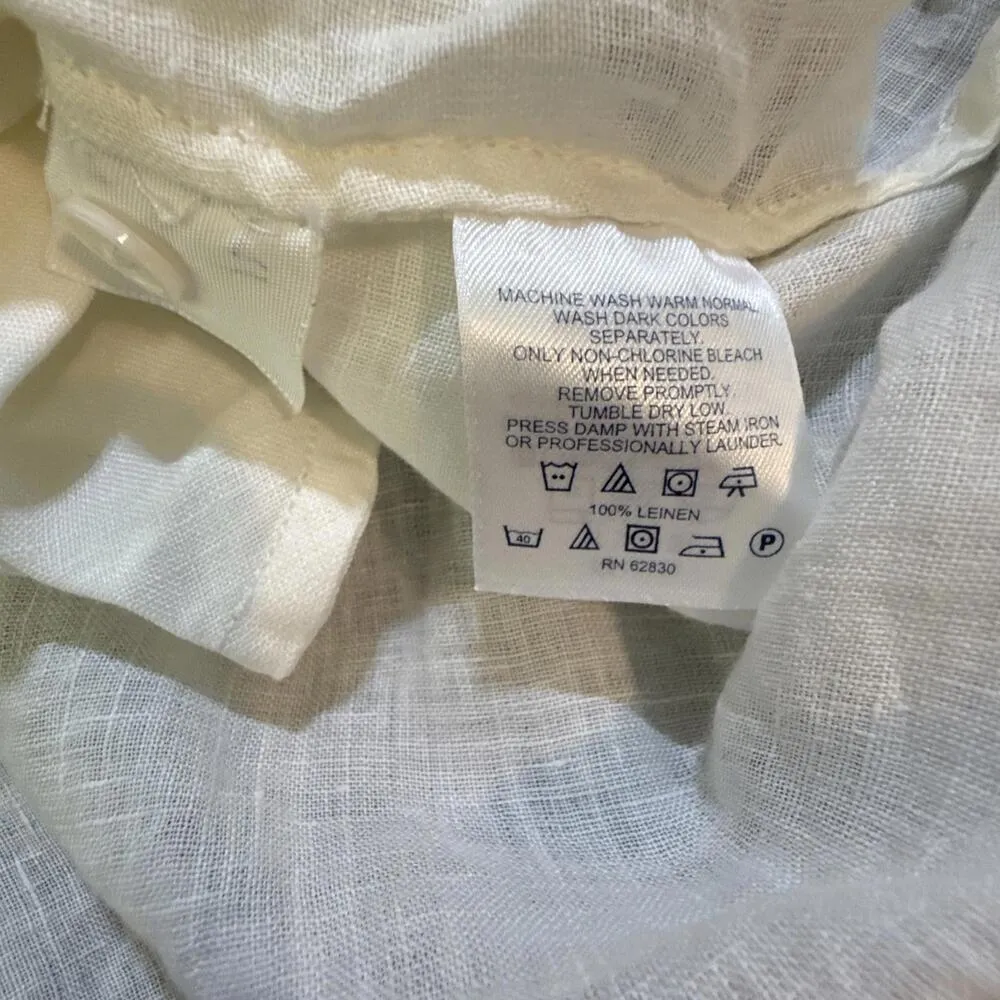 MACHINE WASH WARM NORMAL
WASH DARK COLORS
SEPARATELY.
ONLY NON-CHLORINE BLEACH
WHEN NEEDED.
REMOVE PROMPTLY.
TUMBLE DRY LOW.
PRESS DAMP WITH STEAM IRON
OR PROFESSIONALLY LAUNDER.
100% LEINEN
40 P
RN 62830